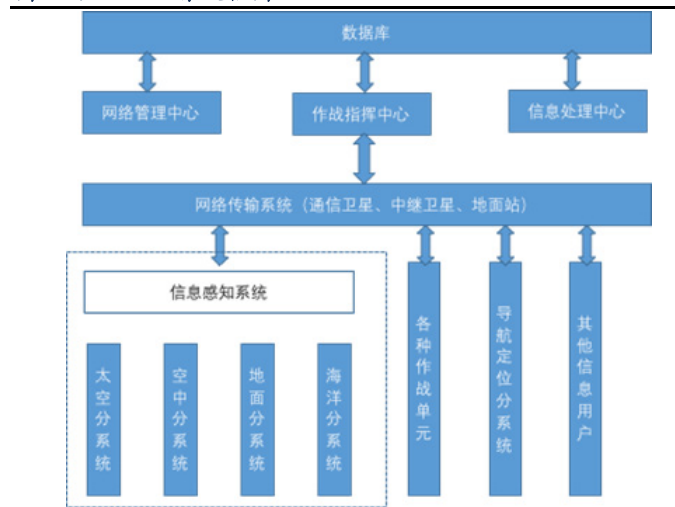 数据库
网络管理中心
作战指挥中心
信息处理中心
网络传输系统（通信卫星、中继卫星、地面站）
信息感知系统
太空分系统
空中分系统
地面分系统
海洋分系统
各种作战单元
导航定位分系统
其他信息用户